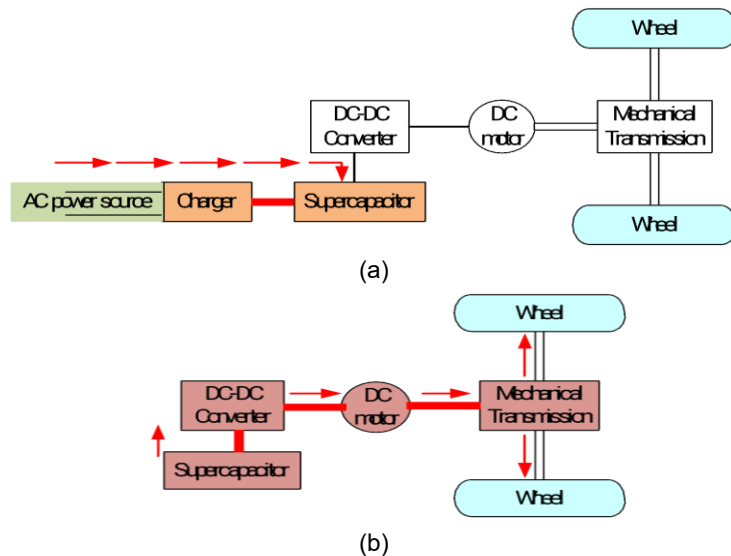 Wheel
DC-DC
Converter
DC
motor
Mechanical
Transmission
AC power source
Charger
Supercapacitor
Wheel
(a)
Wheel
DC-DC
Converter
DC
motor
Mechanical
Transmission
Supercapacitor
Wheel
(b)